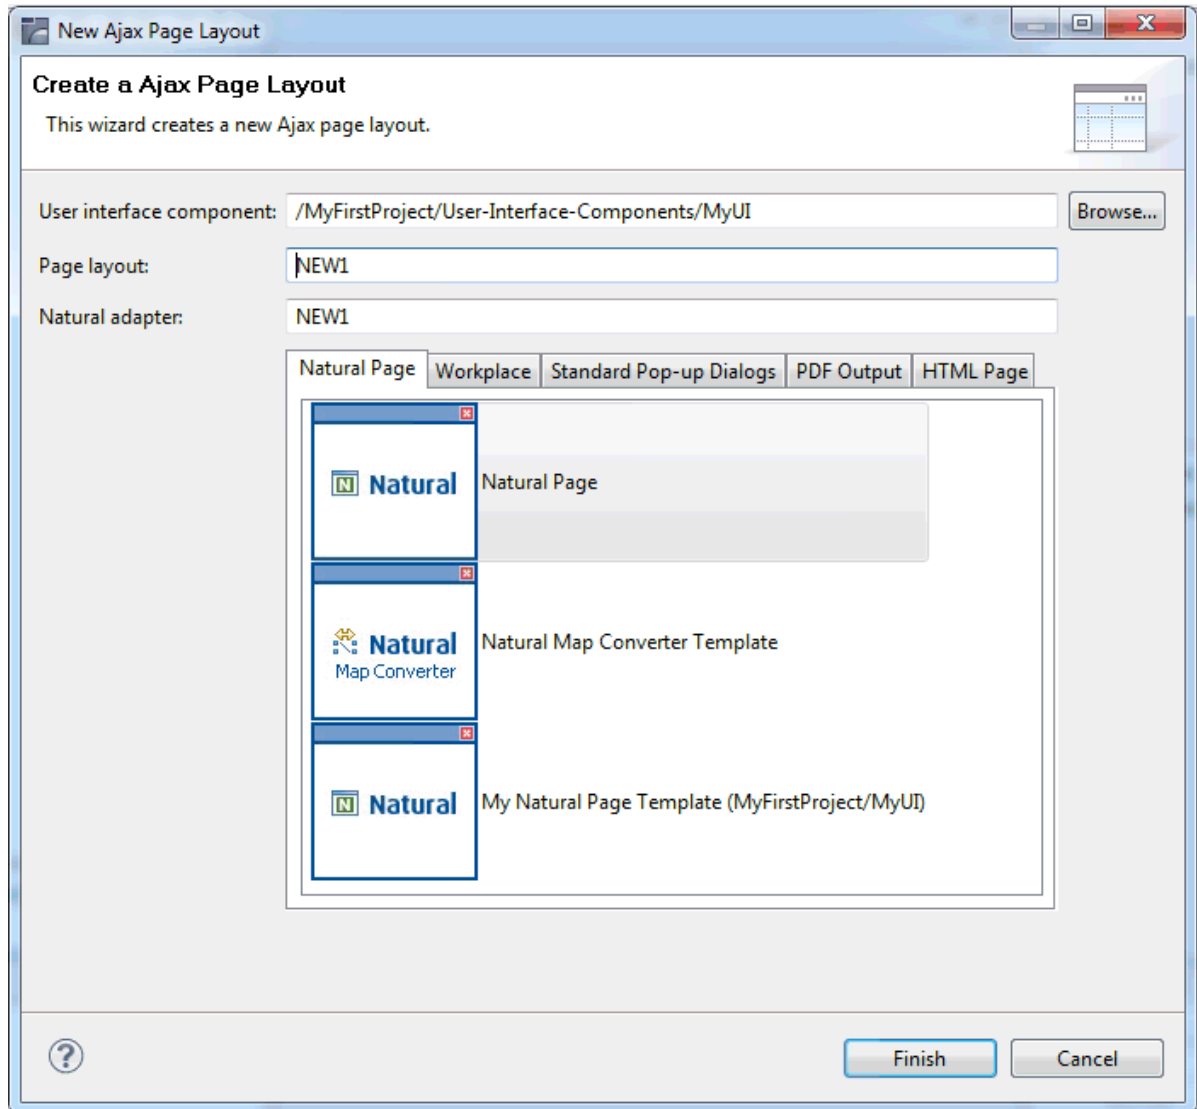 New Ajax Page Layout
Create a Ajax Page Layout
This wizard creates a new Ajax page layout.
User interface component: /MyFirstProject/User-Interface-Components/MyUI Browse...
Page layout: NEW1
Natural adapter: NEW1
Natural Page Workplace Standard Pop-up Dialogs PDF Output HTML Page
N Natural Natural Page
Natural
Map Converter Natural Map Converter Template
N Natural My Natural Page Template (MyFirstProject/MyUI)
? Finish Cancel